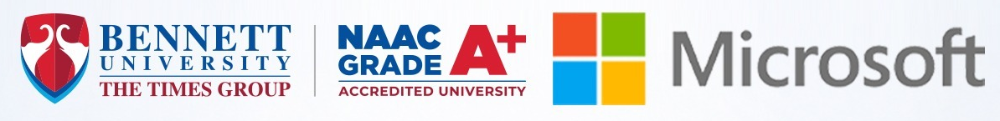 BENNETT
UNIVERSITY
THE TIMES GROUP
NAAC
GRADE A+
ACCREDITED UNIVERSITY
Microsoft